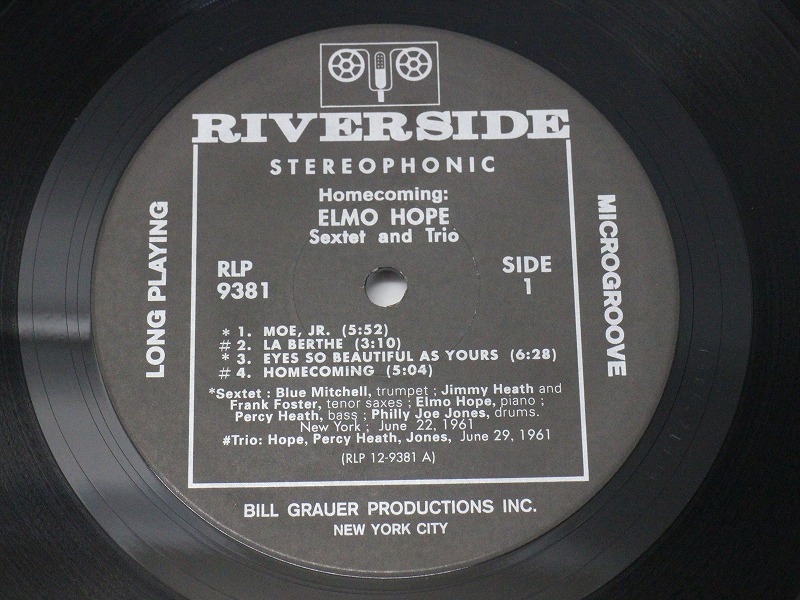 RIVERSIDE
STEREOPHONIC
Homecoming:
ELMO HOPE
Sextet and Trio
RLP
9381
SIDE
1
LONG PLAYING
MICROGROOVE
* 1. MOE, JR. (5:52)
# 2. LA BERTHE (3:10)
* 3. EYES SO BEAUTIFUL AS YOURS (6:28)
# 4. HOMECOMING (5:04)
*Sextet : Blue Mitchell, trumpet ; Jimmy Heath and
Frank Foster, tenor saxes ; Elmo Hope, piano ;
Percy Heath, bass ; Philly Joe Jones, drums.
New York ; June 22, 1961
#Trio: Hope, Percy Heath, Jones, June 29, 1961
(RLP 12-9381 A)
BILL GRAUER PRODUCTIONS INC.
NEW YORK CITY